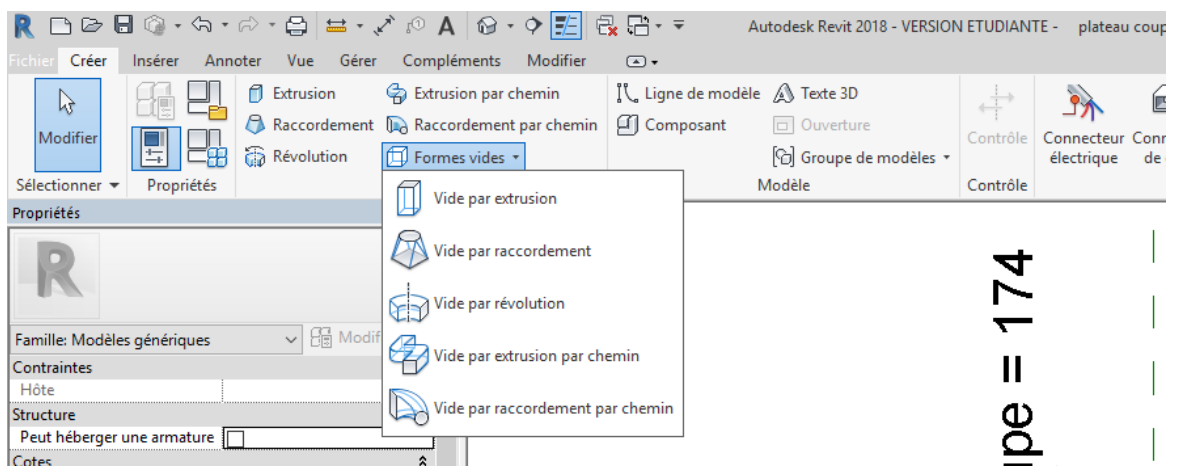 Autodesk Revit 2018 - VERSION ETUDIANTE - plateau coup
Fichier Créer Insérer Annoter Vue Gérer Compléments Modifier
Modifier
Extrusion
Raccordement
Révolution
Extrusion par chemin
Raccordement par chemin
Formes vides
Ligne de modèle
Composant
Texte 3D
Ouverture
Groupe de modèles
Contrôle
Connecteur
électrique
Conn
de
Sélectionner Propriétés Modèle Contrôle
Vide par extrusion
Vide par raccordement
Vide par révolution
Vide par extrusion par chemin
Vide par raccordement par chemin
Propriétés
R
Famille: Modèles génériques Modif
Contraintes
Hôte
Structure
Peut héberger une armature
Cotes
upe = 174